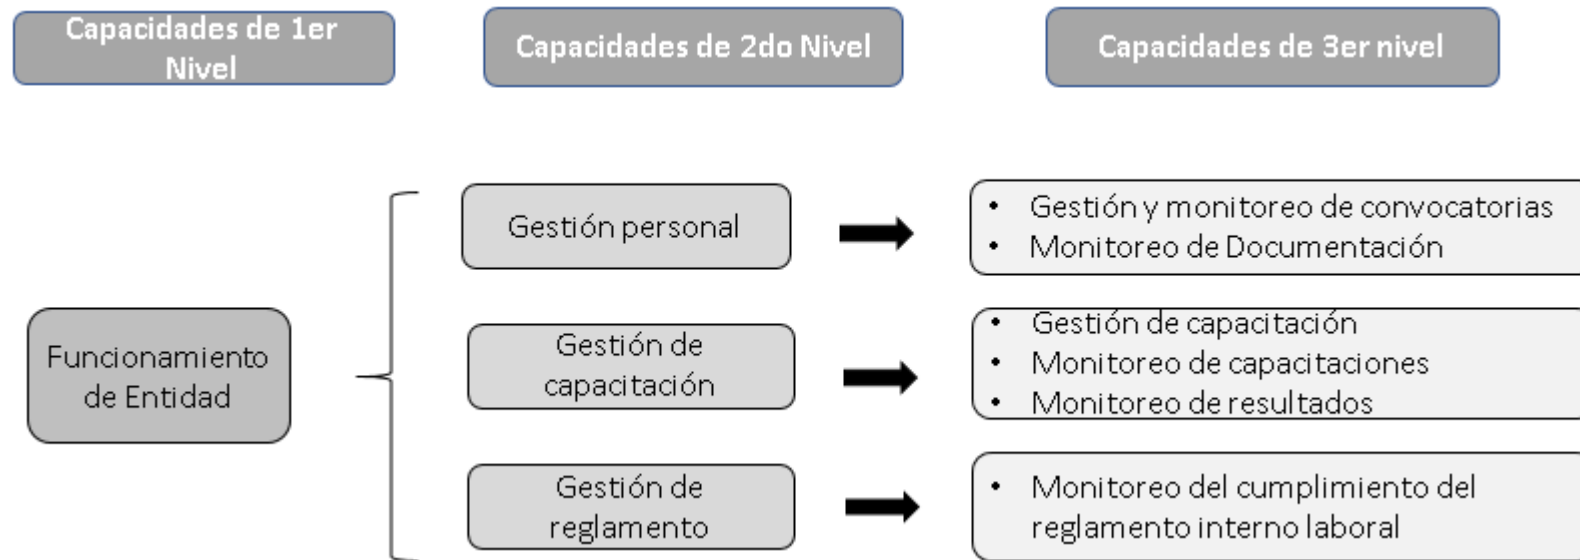 Capacidades de 1er
Nivel
Capacidades de 2do Nivel
Capacidades de 3er nivel
Funcionamiento
de Entidad
Gestión personal
• Gestión y monitoreo de convocatorias
• Monitoreo de Documentación
Gestión de
capacitación
• Gestión de capacitación
• Monitoreo de capacitaciones
• Monitoreo de resultados
Gestión de
reglamento
• Monitoreo del cumplimiento del
reglamento interno laboral